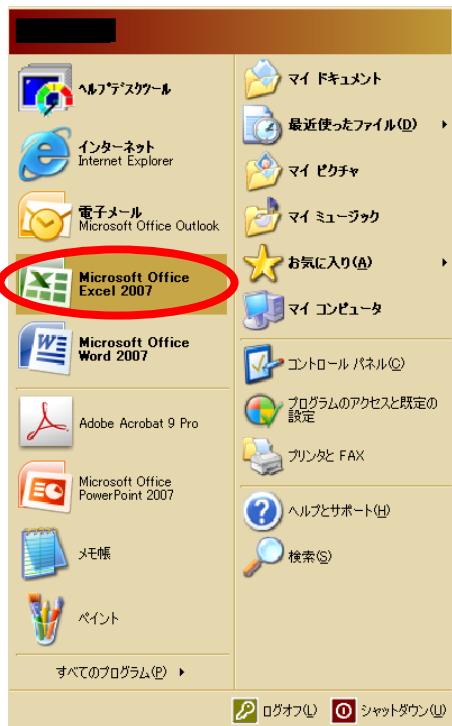 ヘルプデスクツール
インターネット
Internet Explorer
電子メール
Microsoft Office Outlook
Microsoft Office
Excel 2007
Microsoft Office
Word 2007
Adobe Acrobat 9 Pro
Microsoft Office
PowerPoint 2007
メモ帳
ペイント
すべてのプログラム(P)
マイ ドキュメント
最近使ったファイル(D)
マイ ピクチャ
マイ ミュージック
お気に入り(A)
マイ コンピュータ
コントロール パネル(C)
プログラムのアクセスと既定の
設定
プリンタと FAX
ヘルプとサポート(H)
検索(S)
ログオフ(L)
シャットダウン(U)